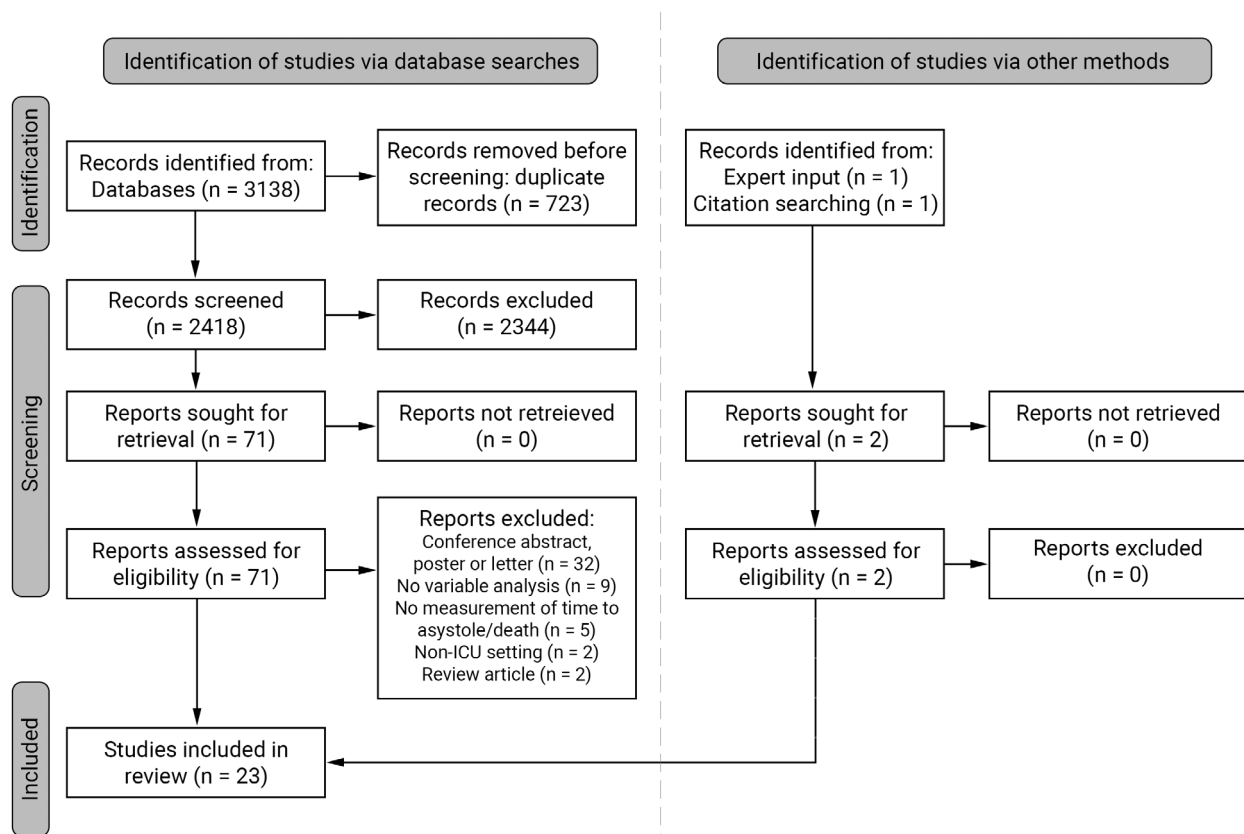 Identification of studies via database searches
Identification of studies via other methods
Identification
Records identified from:
Databases (n = 3138)
Records removed before
screening: duplicate
records (n = 723)
Records identified from:
Expert input (n = 1)
Citation searching (n = 1)
Screening
Records screened
(n = 2418)
Records excluded
(n = 2344)
Reports sought for
retrieval (n = 71)
Reports not retreieved
(n = 0)
Reports sought for
retrieval (n = 2)
Reports not retrieved
(n = 0)
Reports assessed for
eligibility (n = 71)
Reports excluded:
Conference abstract,
poster or letter (n = 32)
No variable analysis (n = 9)
No measurement of time to
asystole/death (n = 5)
Non-ICU setting (n = 2)
Review article (n = 2)
Reports assessed for
eligibility (n = 2)
Reports excluded
(n = 0)
Included
Studies included in
review (n = 23)